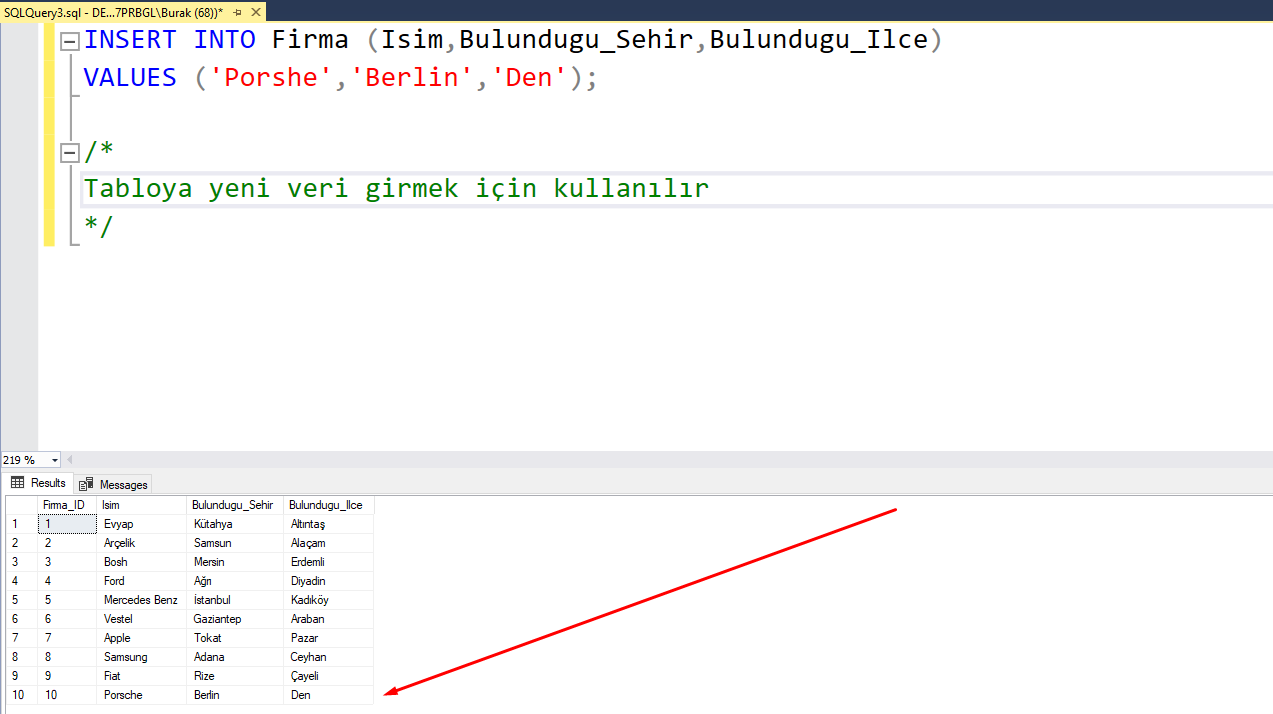 SQLQuery3.sql - DE...7PRBGL\Burak (68))*
INSERT INTO Firma (Isim,Bulundugu_Sehir,Bulundugu_Ilce)
VALUES ('Porshe','Berlin','Den');
/*
Tabloya yeni veri girmek için kullanılır
*/
219 %
Results Messages
Firma_ID Isim Bulundugu_Sehir Bulundugu_Ilce
1 1 Evyap Kütahya Altıntaş
2 2 Arçelik Samsun Alaçam
3 3 Bosh Mersin Erdemli
4 4 Ford Ağrı Diyadin
5 5 Mercedes Benz İstanbul Kadıköy
6 6 Vestel Gaziantep Araban
7 7 Apple Tokat Pazar
8 8 Samsung Adana Ceyhan
9 9 Fiat Rize Çayeli
10 10 Porsche Berlin Den